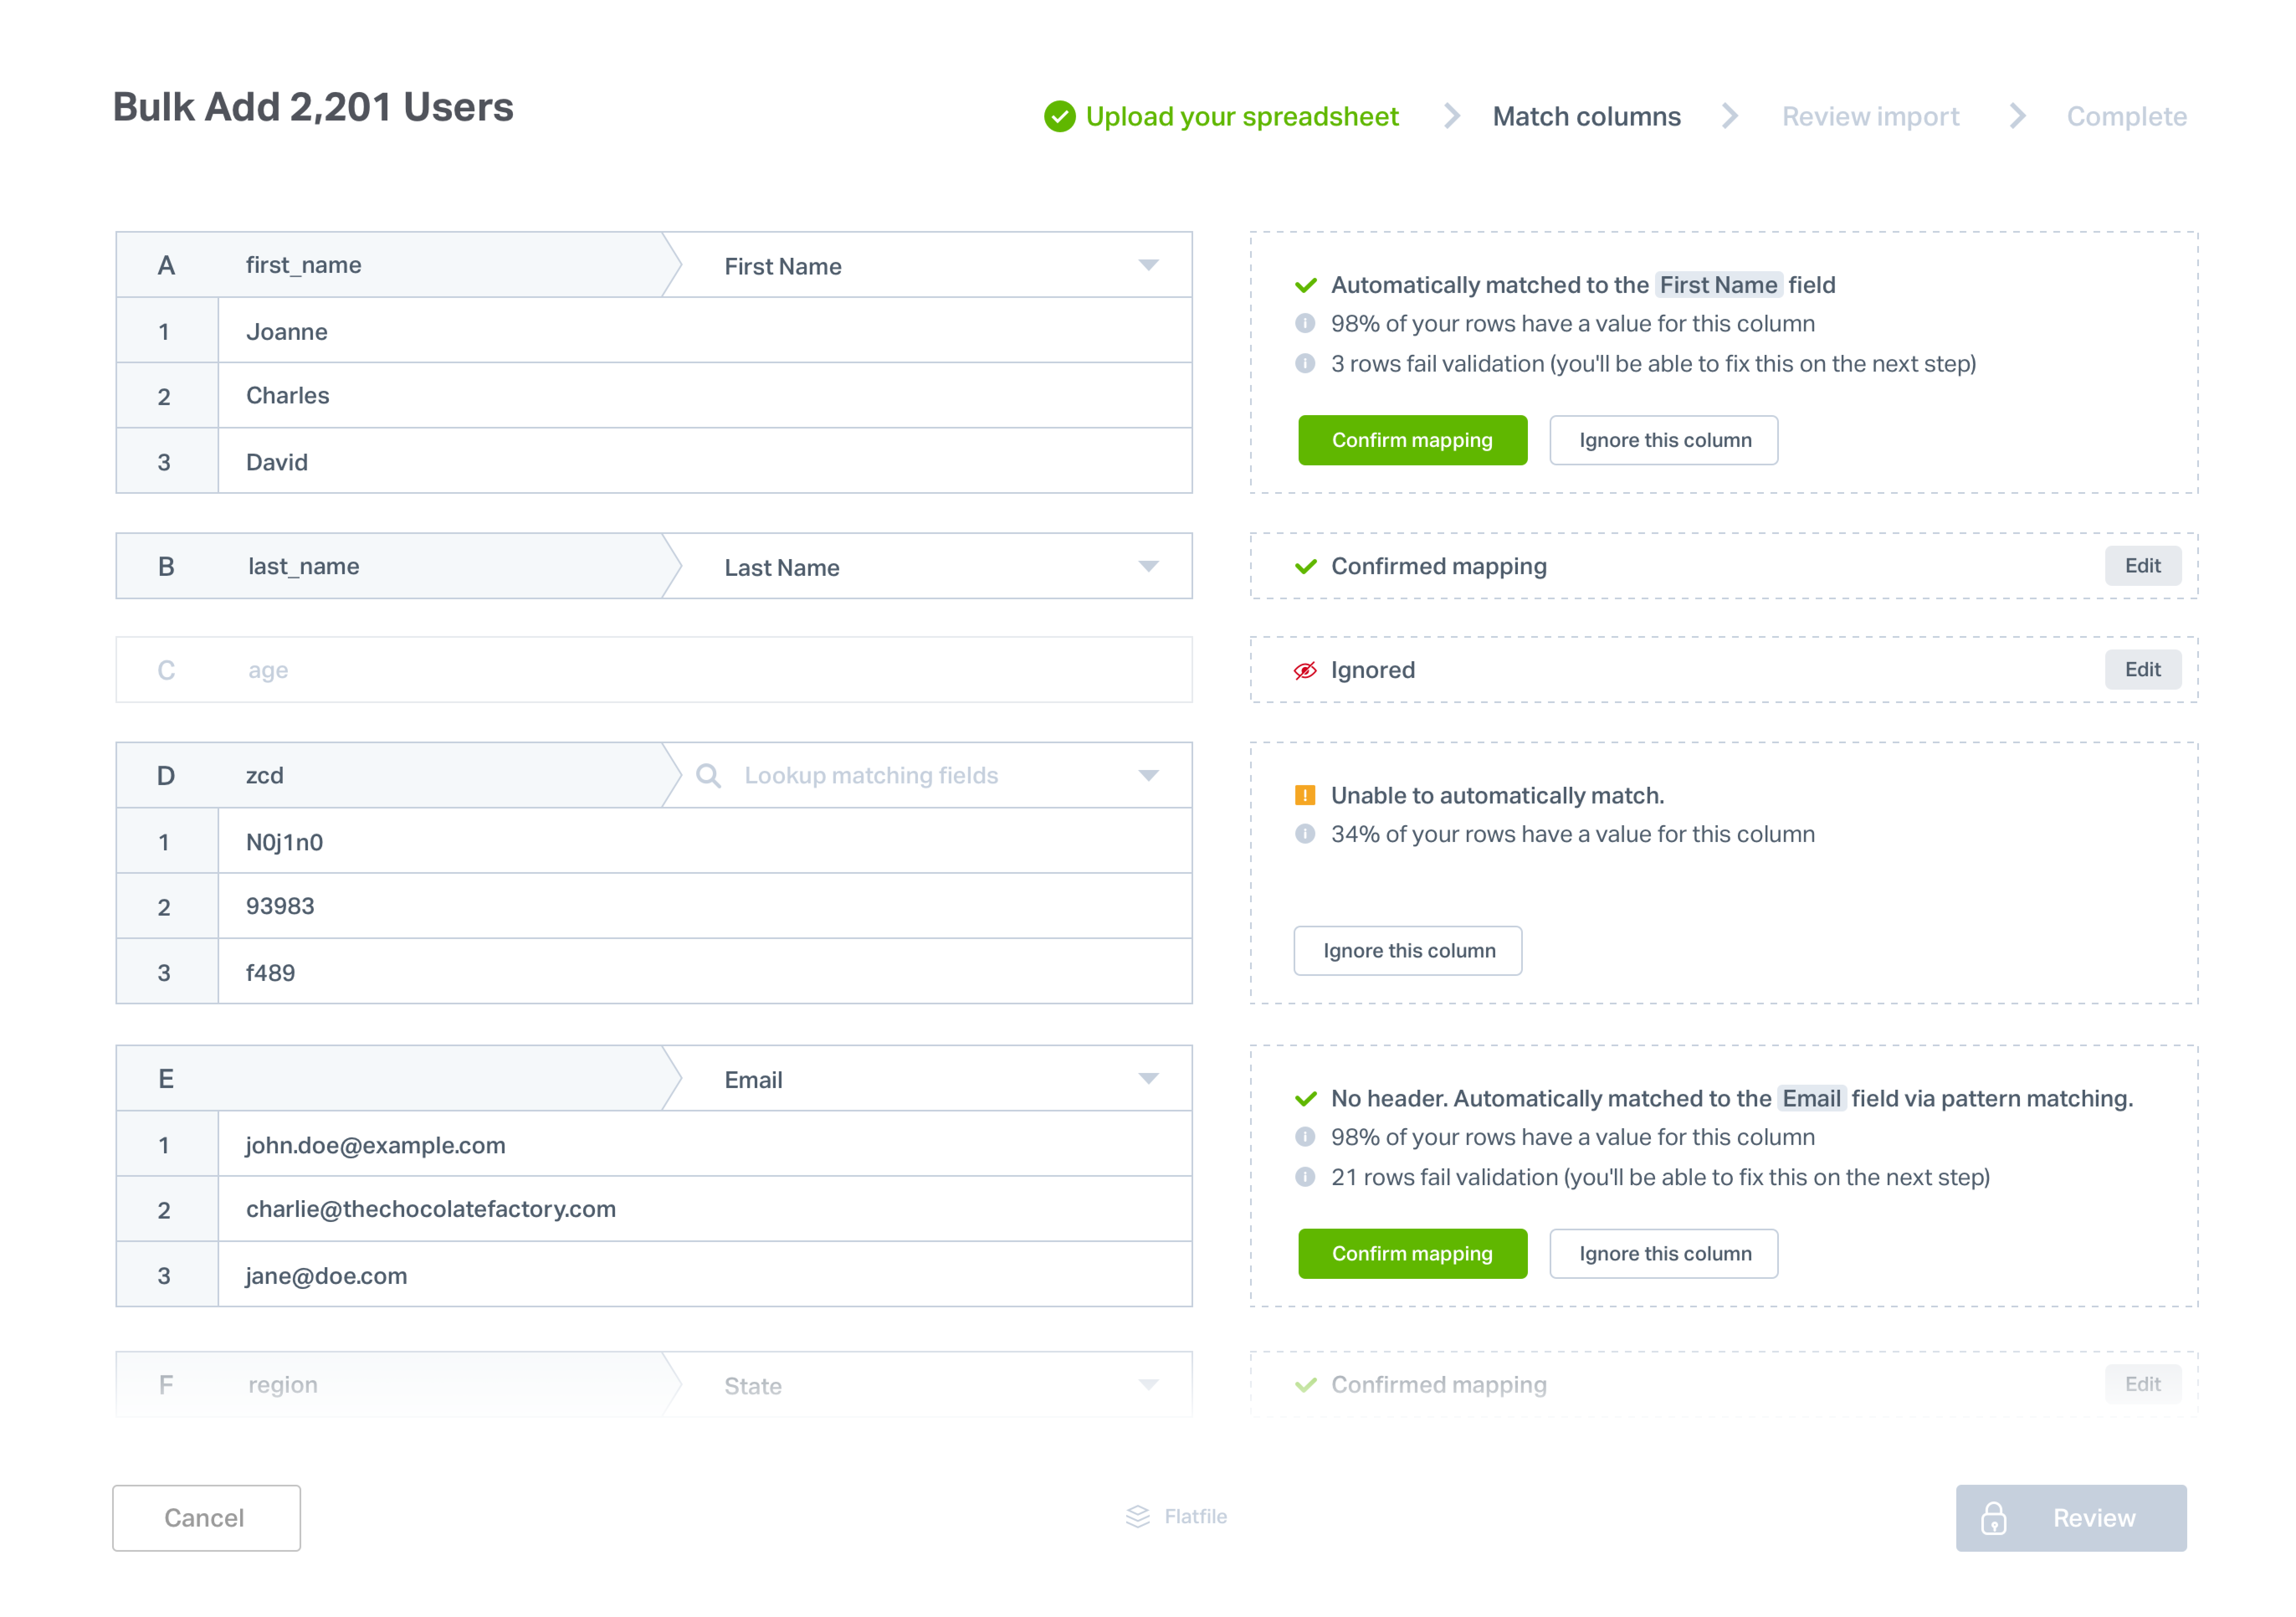 Bulk Add 2,201 Users
Upload your spreadsheet
Match columns
Review import
Complete
A first_name First Name
1 Joanne
2 Charles
3 David
Automatically matched to the First Name field
98% of your rows have a value for this column
3 rows fail validation (you'll be able to fix this on the next step)
Confirm mapping Ignore this column
B last_name Last Name
Confirmed mapping Edit
C age
Ignored Edit
D zcd Lookup matching fields
1 N0j1n0
2 93983
3 f489
Unable to automatically match.
34% of your rows have a value for this column
Ignore this column
E Email
1 john.doe@example.com
2 charlie@thechocolatefactory.com
3 jane@doe.com
No header. Automatically matched to the Email field via pattern matching.
98% of your rows have a value for this column
21 rows fail validation (you'll be able to fix this on the next step)
Confirm mapping Ignore this column
F region State
Confirmed mapping Edit
Cancel
Flatfile
Review